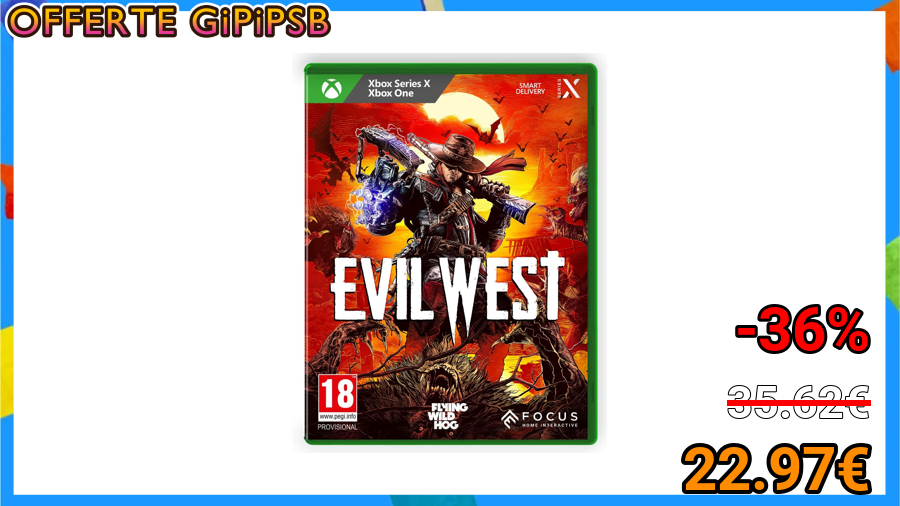 OFFERTE GiPiPSB
Xbox Series X
Xbox One
SMART
DELIVERY
SERIES X
EVIL WEST
18
www.pegi.info
PROVISIONAL
FLYING
WILD
HOG
FOCUS
HOME INTERACTIVE
-36%
35.62€
22.97€